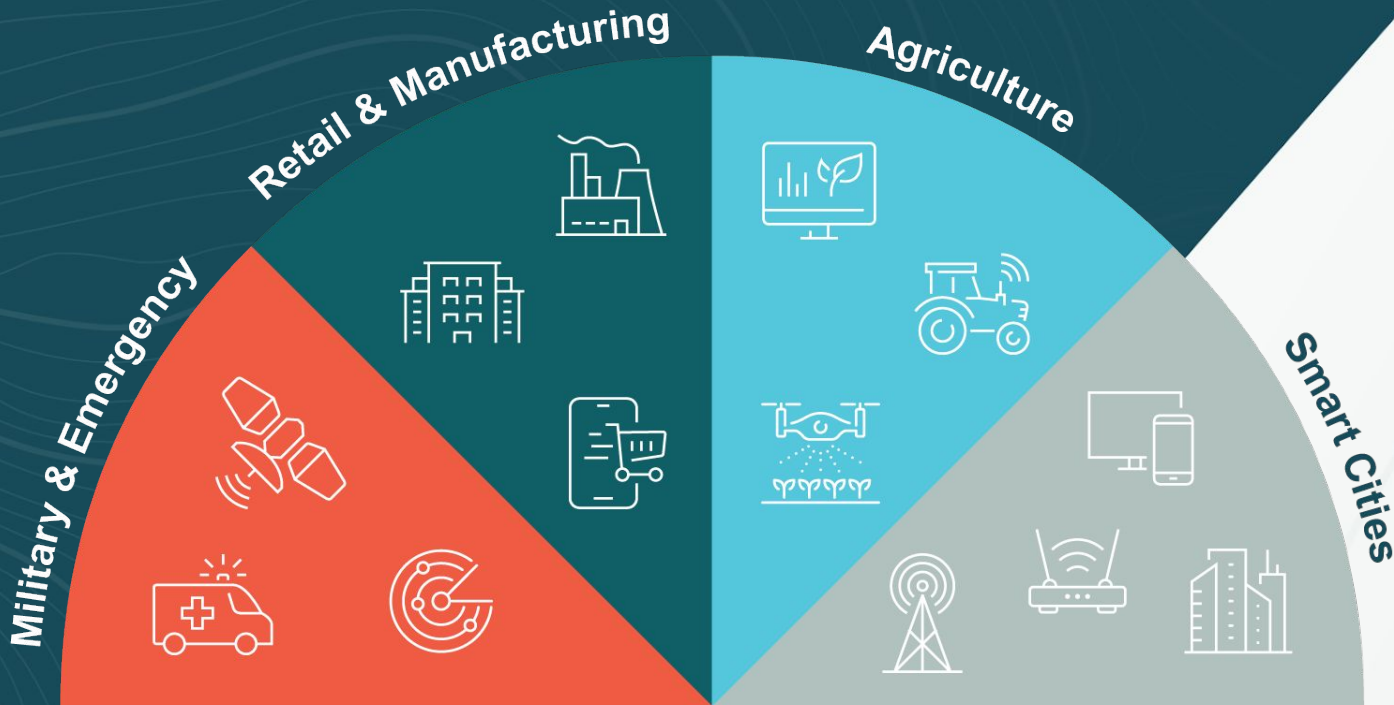 Military & Emergency
Retail & Manufacturing
Agriculture
Smart Cities